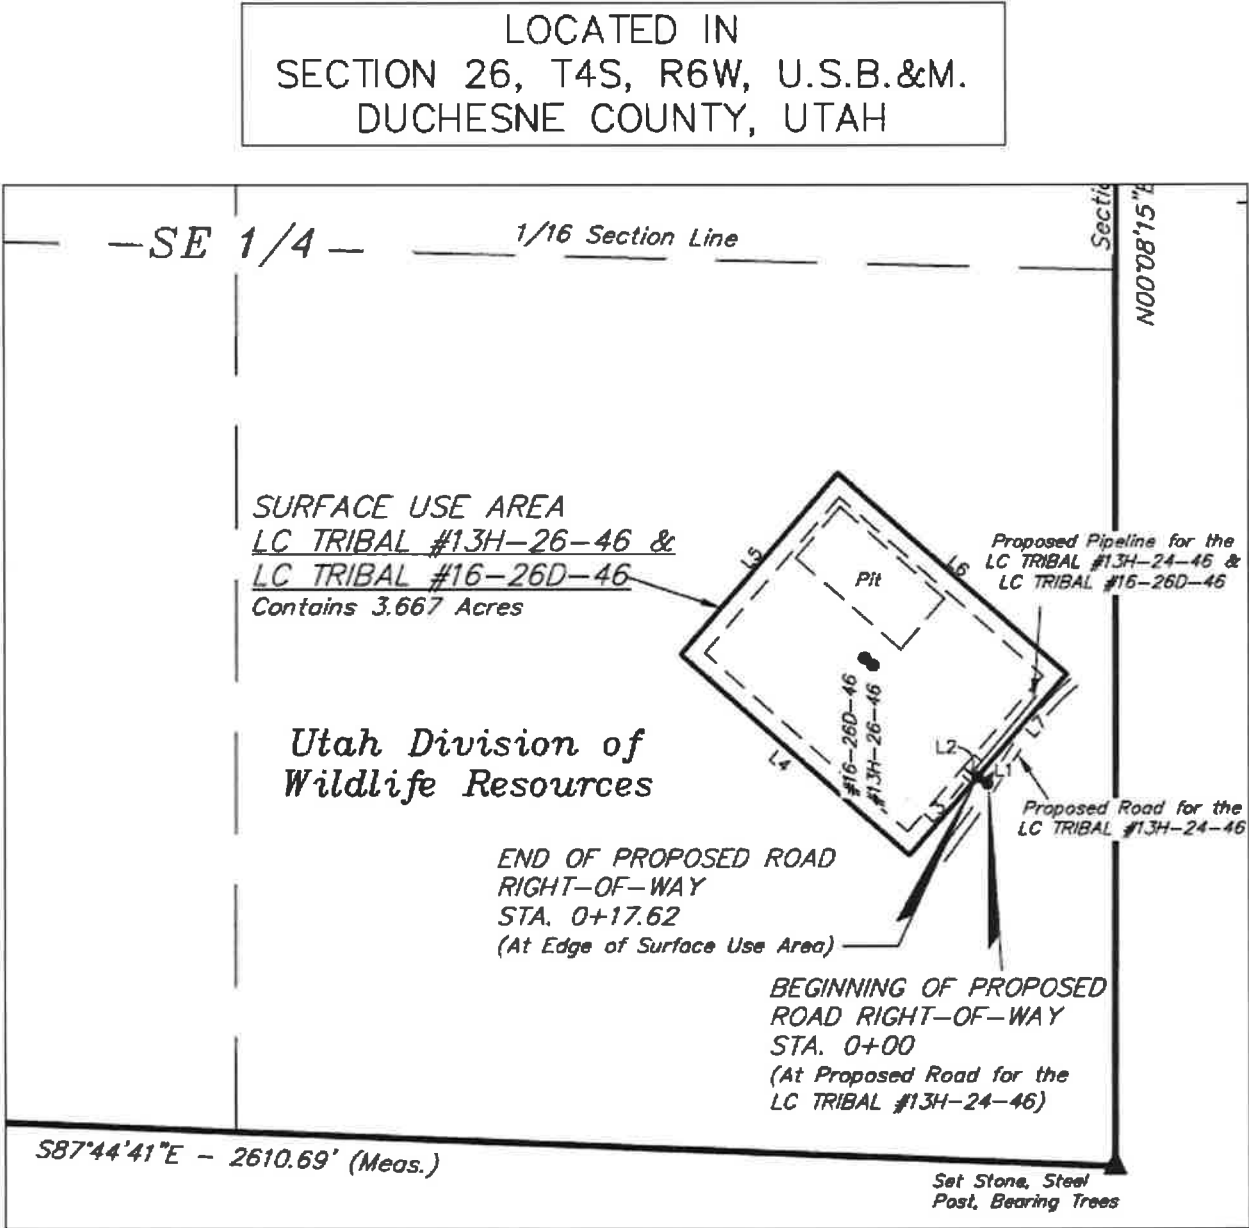 LOCATED IN
SECTION 26, T4S, R6W, U.S.B.&M.
DUCHESNE COUNTY, UTAH
SE 1/4
1/16 Section Line
N00°08'15"E
SURFACE USE AREA
LC TRIBAL #13H-26-46 &
LC TRIBAL #16-26D-46
Contains 3.667 Acres
L5
L6
Pit
Proposed Pipeline for the
LC TRIBAL #13H-24-46 &
LC TRIBAL #16-26D-46
#16-26D-46
#13H-26-46
Utah Division of
Wildlife Resources
L4
L2
L7
L1
L3
Proposed Road for the
LC TRIBAL #13H-24-46
END OF PROPOSED ROAD
RIGHT-OF-WAY
STA. 0+17.62
(At Edge of Surface Use Area)
BEGINNING OF PROPOSED
ROAD RIGHT-OF-WAY
STA. 0+00
(At Proposed Road for the
LC TRIBAL #13H-24-46)
S87°44'41"E - 2610.69' (Meas.)
Set Stone, Steel
Post, Bearing Trees